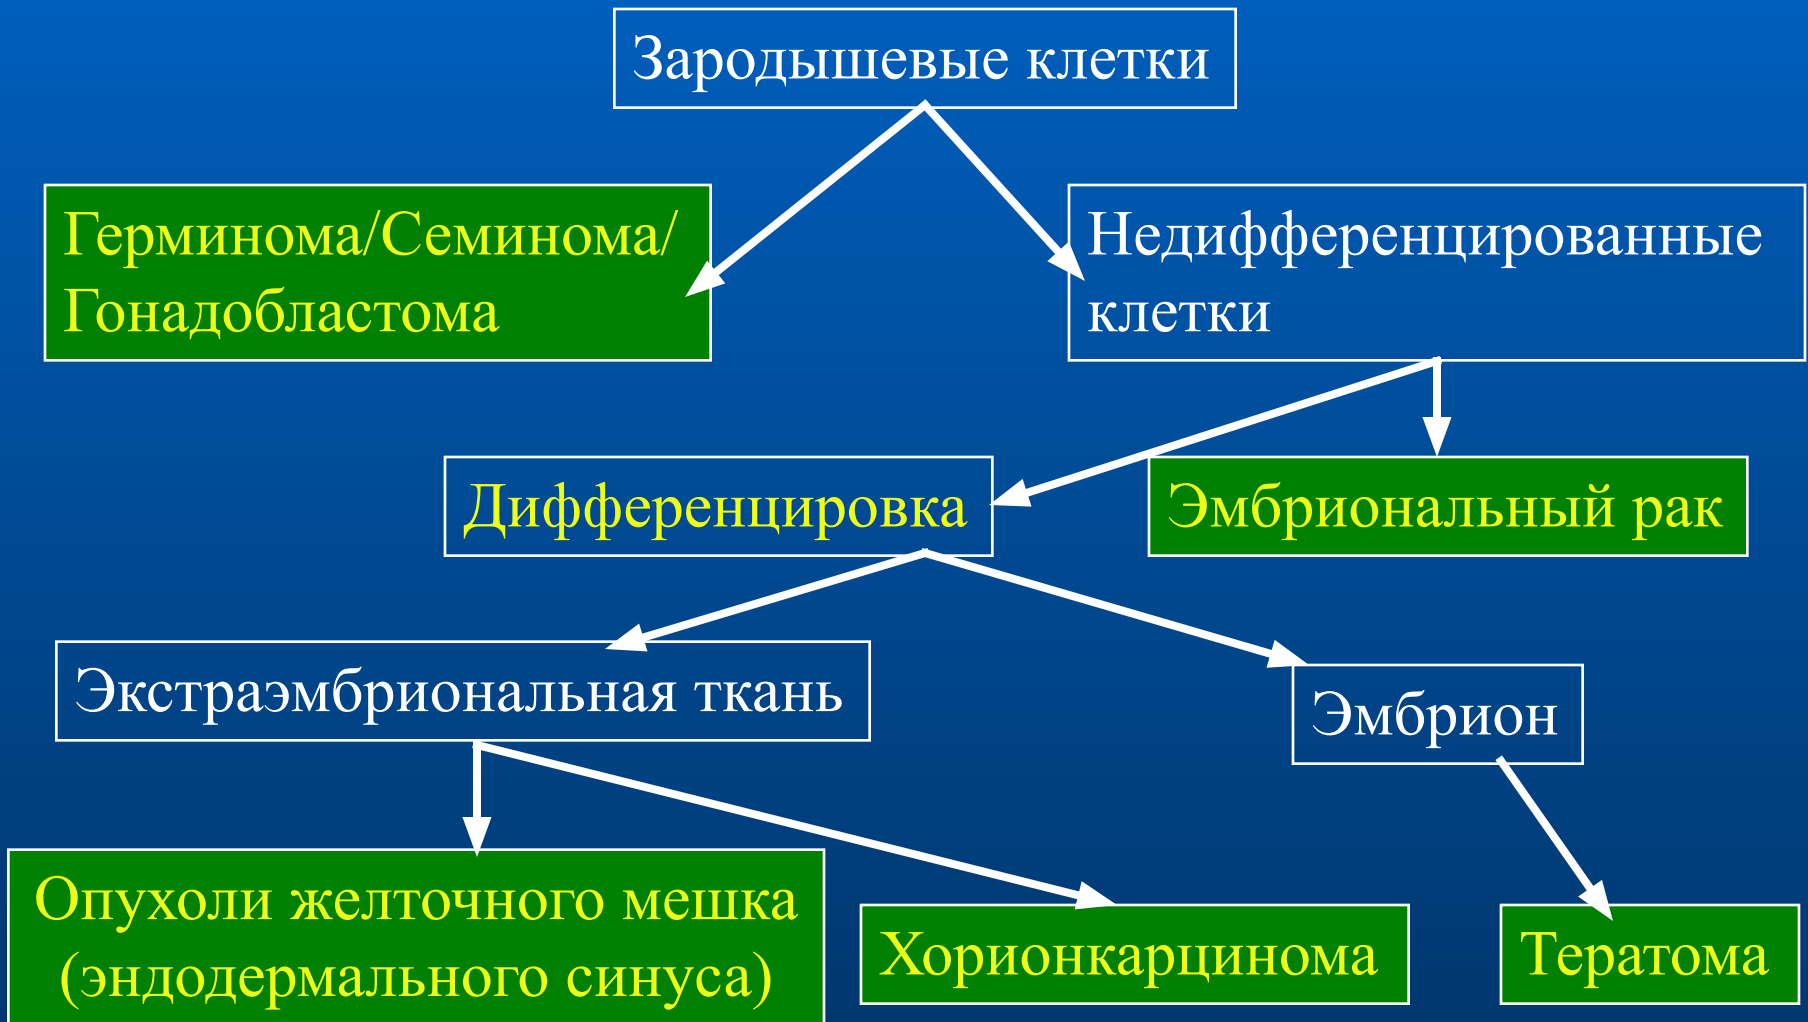 Зародышевые клетки
Герминома/Семинома/
Гонадобластома
Недифференцированные
клетки
Дифференцировка
Эмбриональный рак
Экстраэмбриональная ткань
Эмбрион
Опухоли желточного мешка
(эндодермального синуса)
Хорионкарцинома
Тератома